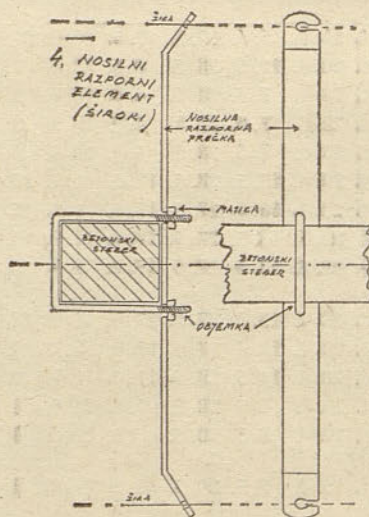 ŽICA
4. NOSILNI
RAZPORNI
ELEMENT
(ŠIROKI)
NOSILNA
RAZPORNA
PREČKA
MATICA
BETONSKI
STEBER
BETONSKI
STEBER
OBJEMKA
ŽICA